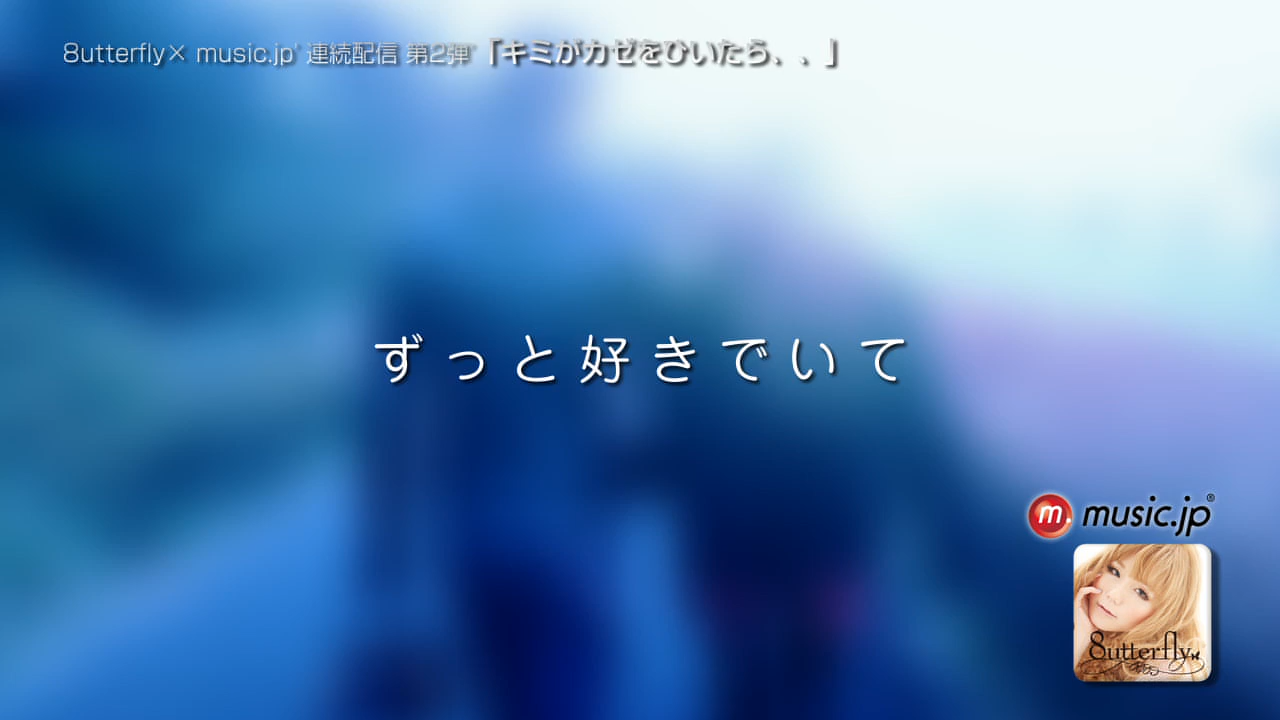 8utterfly× music.jp' 連続配信 第2弾'「キミがカゼをひいたら、、」
ずっと好きでいて
m. music.jp®
8utterfly